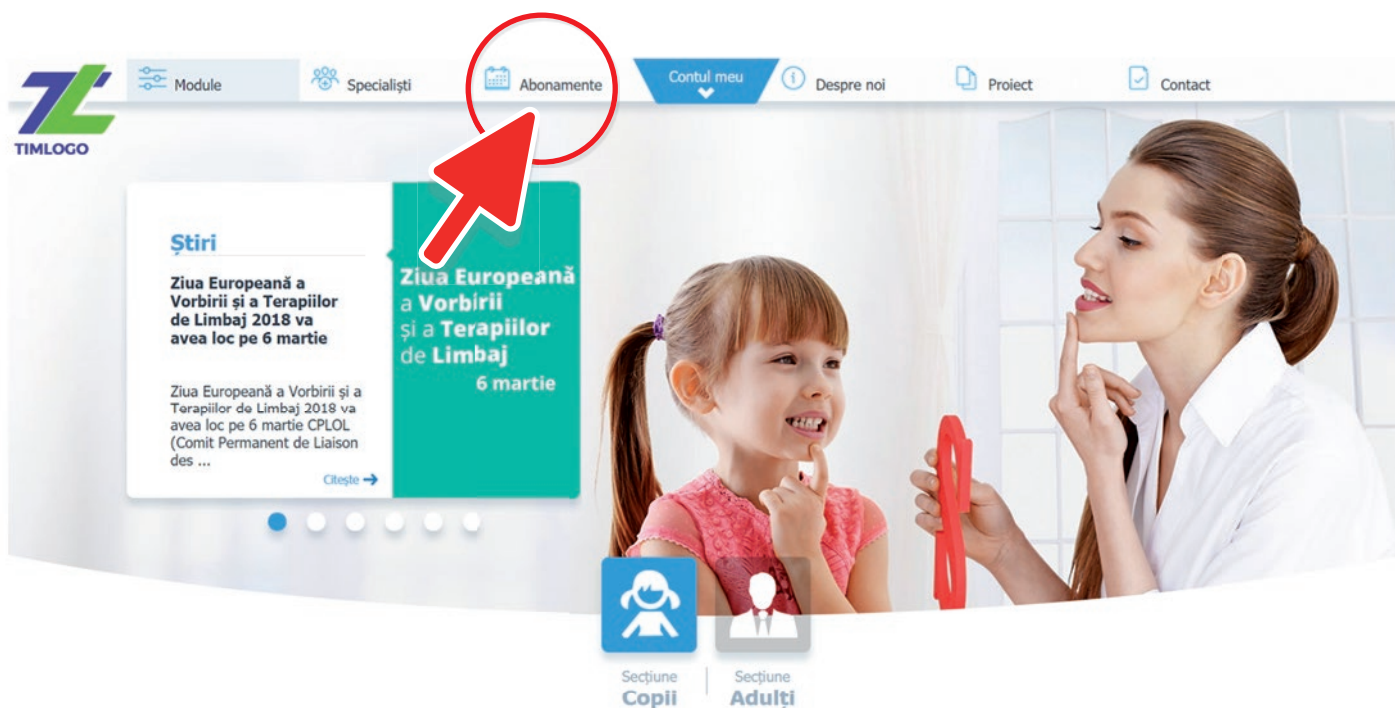 Module
Specialiști
Abonamente
Contul meu
Despre noi
Proiect
Contact
TIMLOGO
Știri
Ziua Europeană a
Vorbirii și a Terapiilor
de Limbaj 2018 va
avea loc pe 6 martie
Ziua Europeană a Vorbirii și a
Terapiilor de Limbaj 2018 va
avea loc pe 6 martie CPLOL
(Comit Permanent de Liaison
des ...
Citește
Ziua Europeană
a Vorbirii
și a Terapiilor
de Limbaj
6 martie
Secțiune
Copii
Secțiune
Adulți